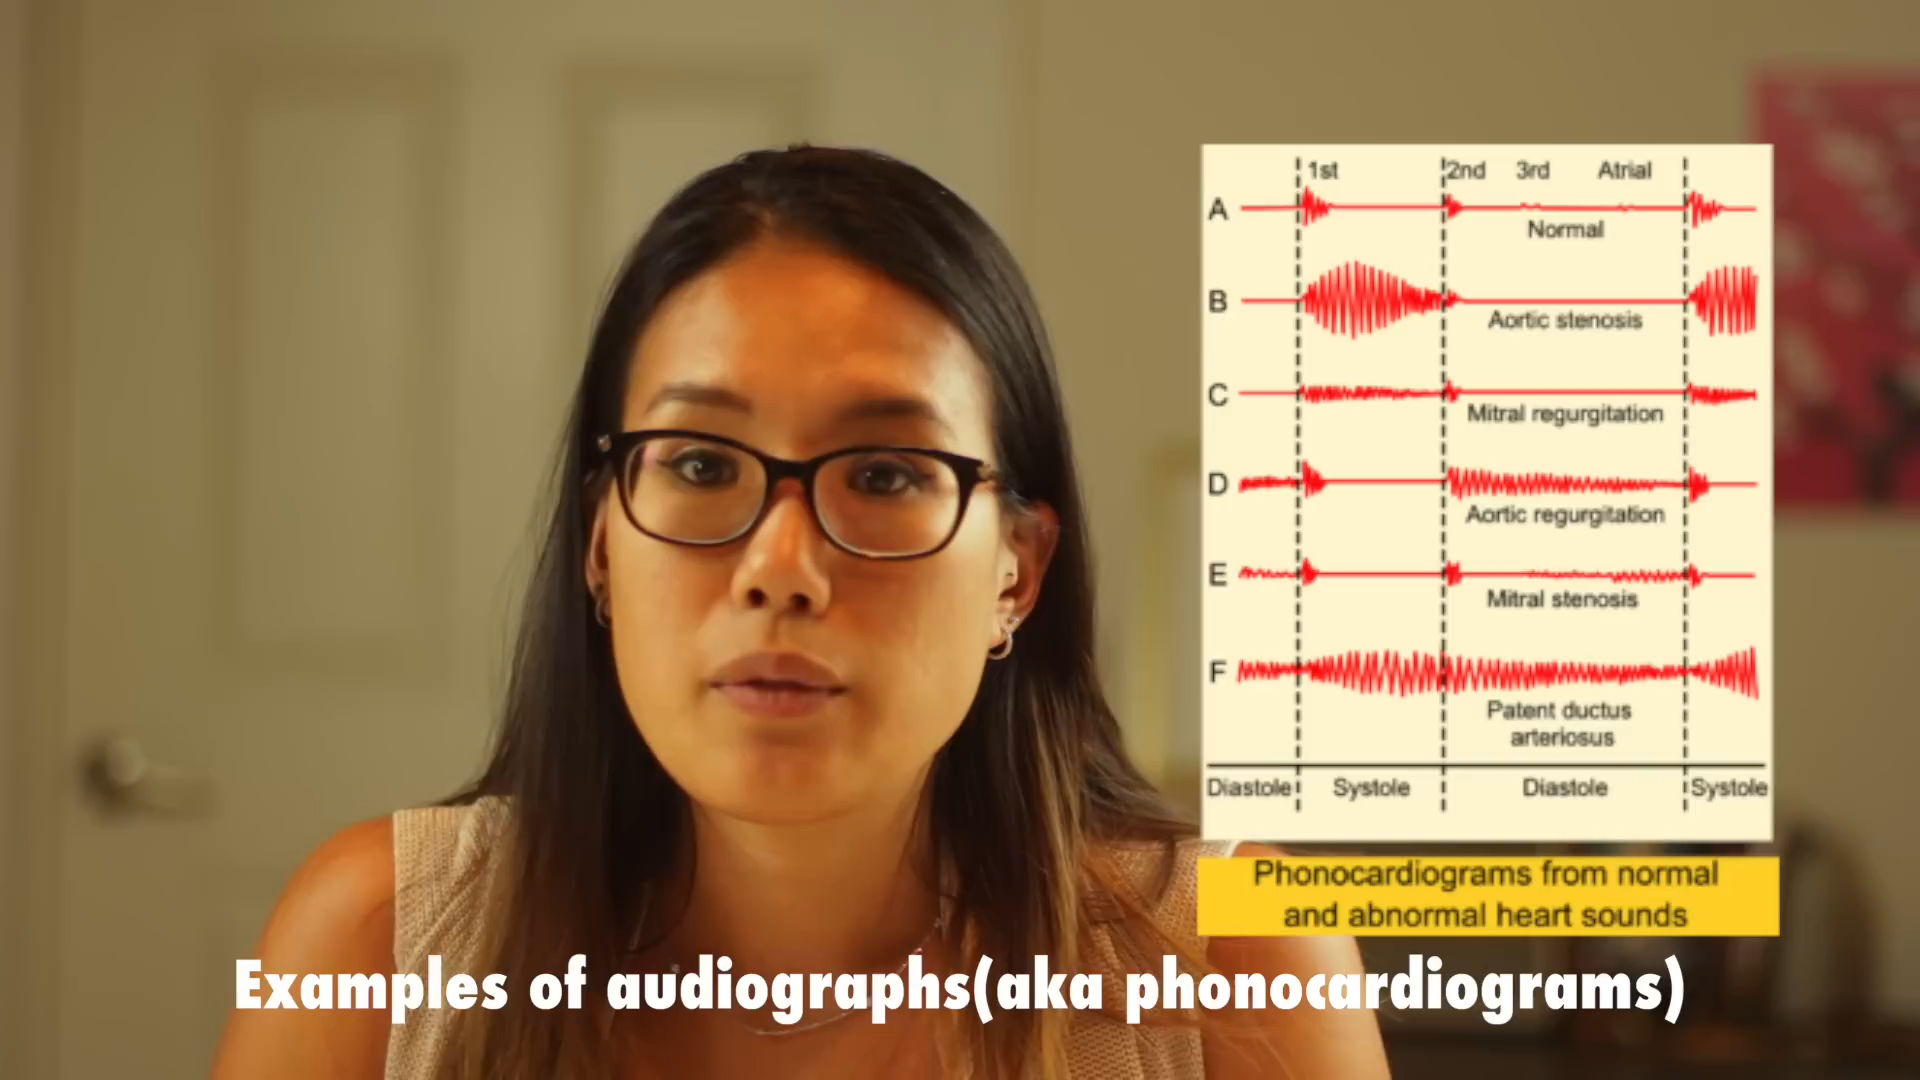 1st 2nd 3rd Atrial
A
Normal
B
Aortic stenosis
C
Mitral regurgitation
D
Aortic regurgitation
E
Mitral stenosis
F
Patent ductus
arteriosus
Diastole Systole Diastole Systole
Phonocardiograms from normal
and abnormal heart sounds
Examples of audiographs(aka phonocardiograms)